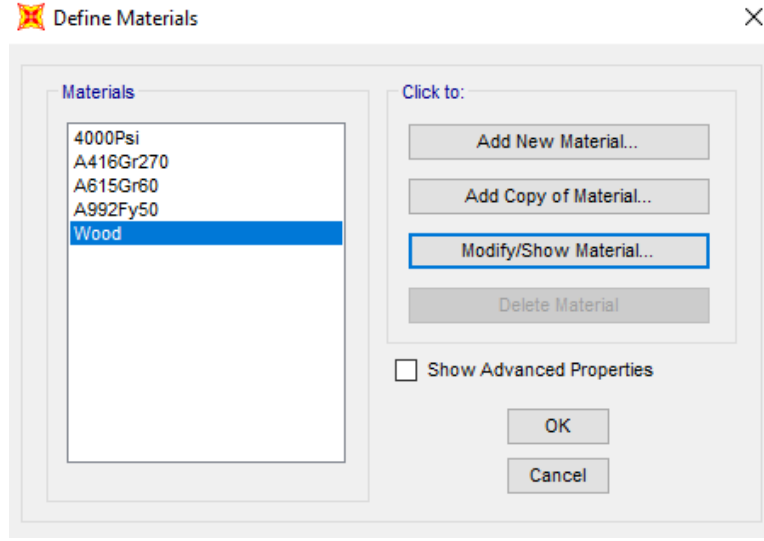 Define Materials
Materials
4000Psi
A416Gr270
A615Gr60
A992Fy50
Wood
Click to:
Add New Material...
Add Copy of Material...
Modify/Show Material...
Delete Material
Show Advanced Properties
OK
Cancel